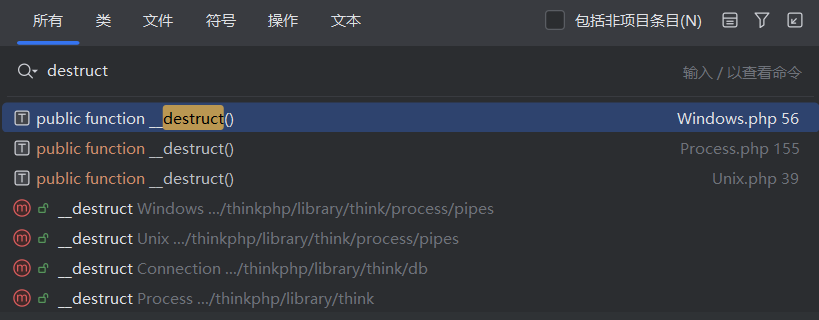 所有 类 文件 符号 操作 文本 包括非项目条目(N)
destruct 输入 / 以查看命令
T public function __destruct() Windows.php 56
T public function __destruct() Process.php 155
T public function __destruct() Unix.php 39
m __destruct Windows .../thinkphp/library/think/process/pipes
m __destruct Unix .../thinkphp/library/think/process/pipes
m __destruct Connection .../thinkphp/library/think/db
m __destruct Process .../thinkphp/library/think